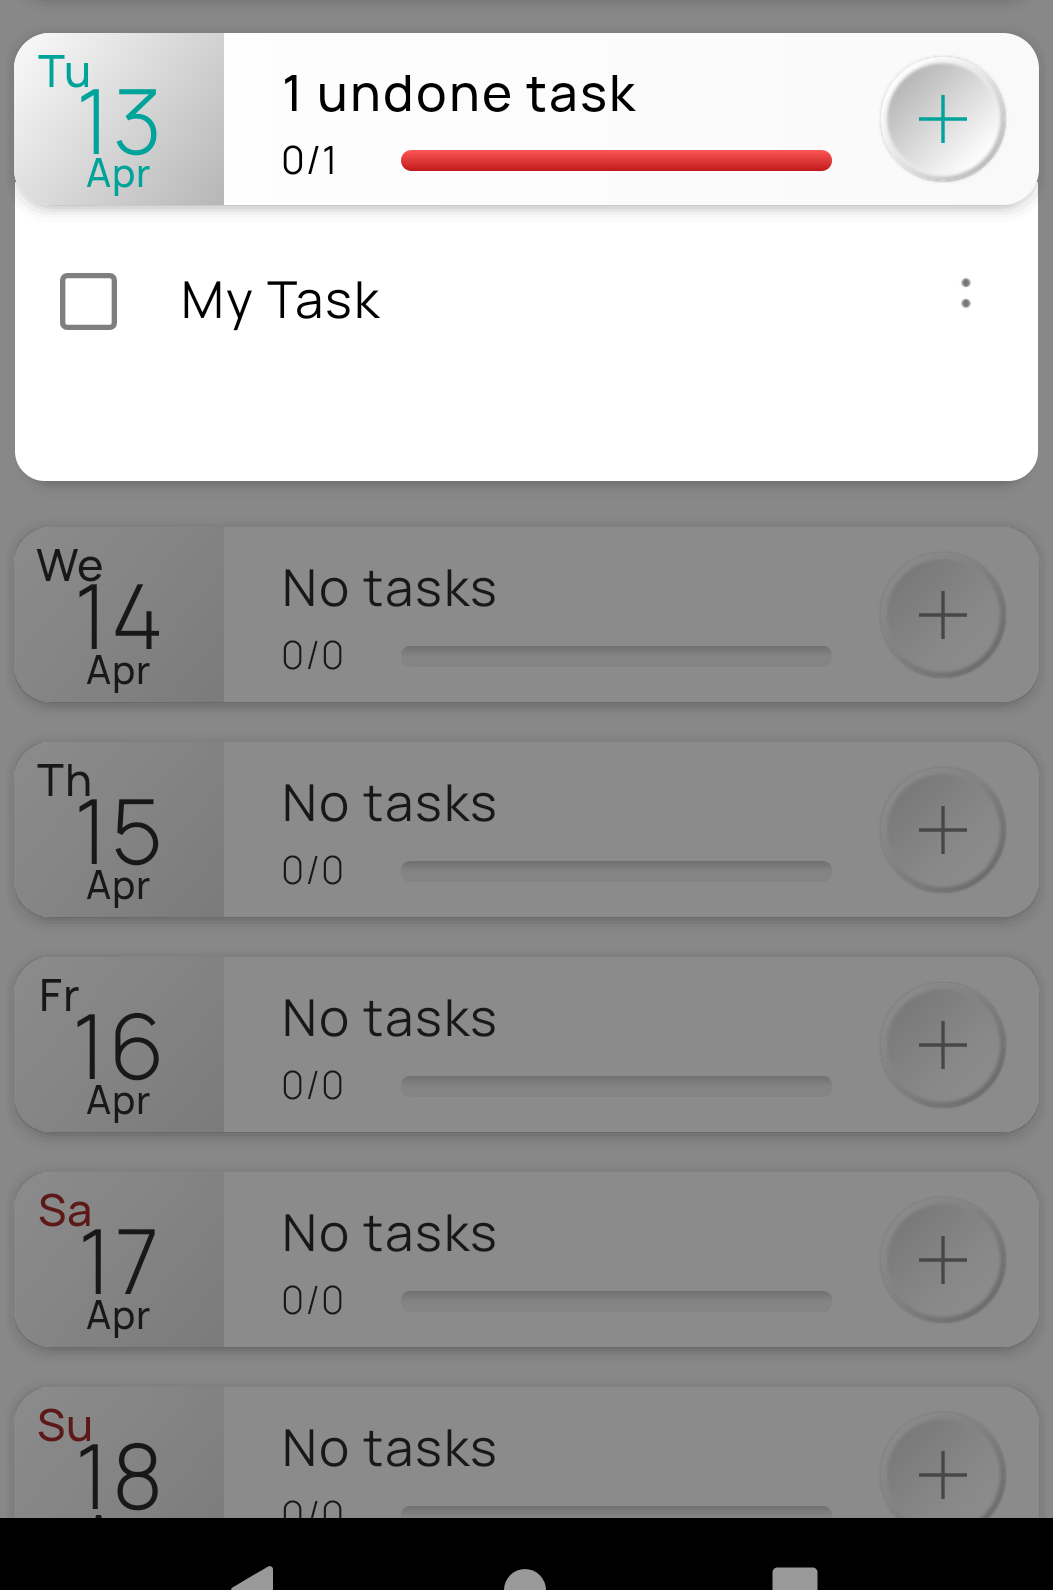 Tu
13
Apr
1 undone task
0/1
My Task
We
14
Apr
No tasks
0/0
Th
15
Apr
No tasks
0/0
Fr
16
Apr
No tasks
0/0
Sa
17
Apr
No tasks
0/0
Su
18
No tasks
0/0